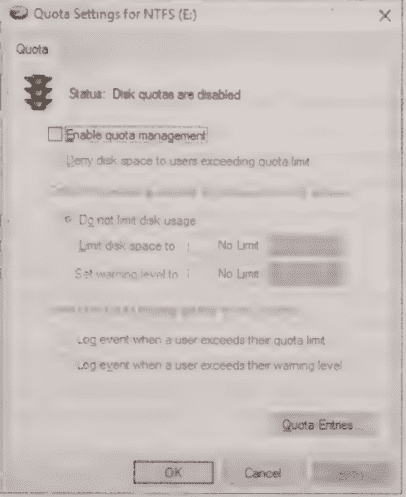 Quota Settings for NTFS (E:)
Quota
Status: Disk quotas are disabled
Enable quota management
Deny disk space to users exceeding quota limit
Do not limit disk usage
Limit disk space to No Limit
Set warning level to No Limit
Log event when a user exceeds their quota limit
Log event when a user exceeds their warning level
Quota Entries...
OK Cancel